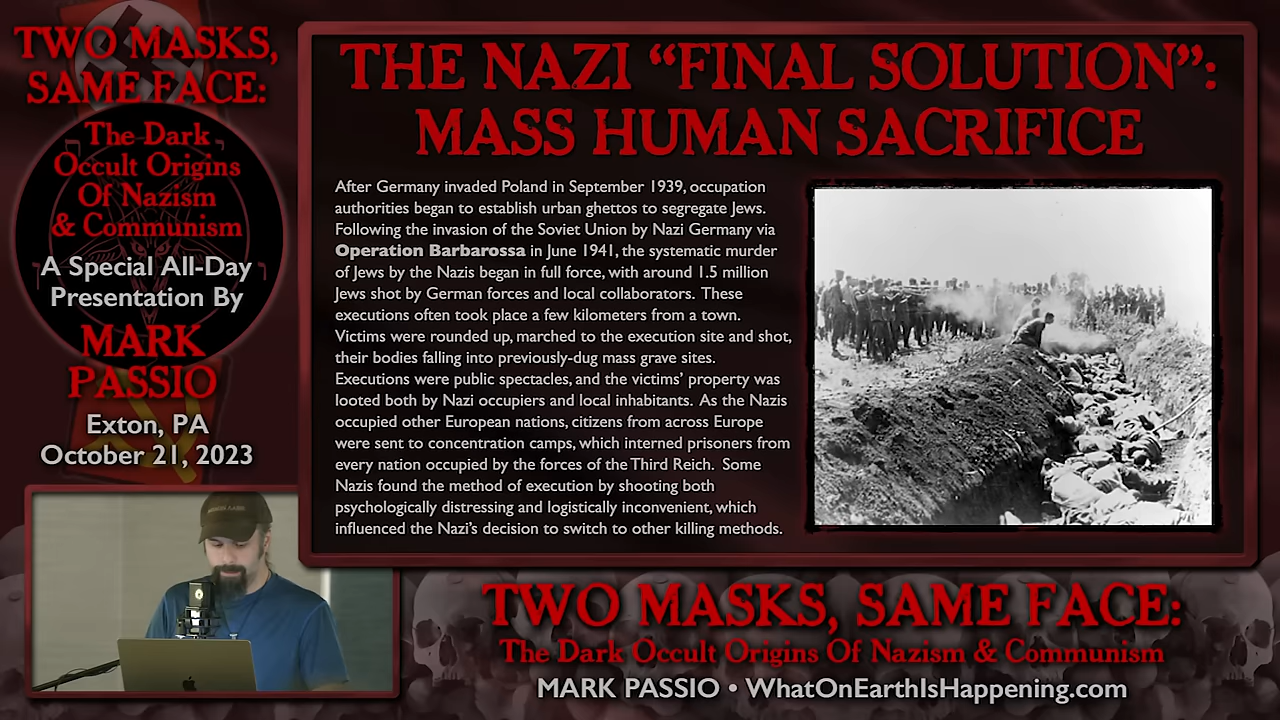 TWO MASKS,
SAME FACE:
The Dark
Occult Origins
Of Nazism
& Communism
A Special All-Day
Presentation By
MARK
PASSIO
Exton, PA
October 21, 2023
THE NAZI “FINAL SOLUTION”:
MASS HUMAN SACRIFICE
After Germany invaded Poland in September 1939, occupation
authorities began to establish urban ghettos to segregate Jews.
Following the invasion of the Soviet Union by Nazi Germany via
Operation Barbarossa in June 1941, the systematic murder
of Jews by the Nazis began in full force, with around 1.5 million
Jews shot by German forces and local collaborators. These
executions often took place a few kilometers from a town.
Victims were rounded up, marched to the execution site and shot,
their bodies falling into previously-dug mass grave sites.
Executions were public spectacles, and the victims’ property was
looted both by Nazi occupiers and local inhabitants. As the Nazis
occupied other European nations, citizens from across Europe
were sent to concentration camps, which interned prisoners from
every nation occupied by the forces of the Third Reich. Some
Nazis found the method of execution by shooting both
psychologically distressing and logistically inconvenient, which
influenced the Nazi’s decision to switch to other killing methods.
TWO MASKS, SAME FACE:
The Dark Occult Origins Of Nazism & Communism
MARK PASSIO • WhatOnEarthIsHappening.com